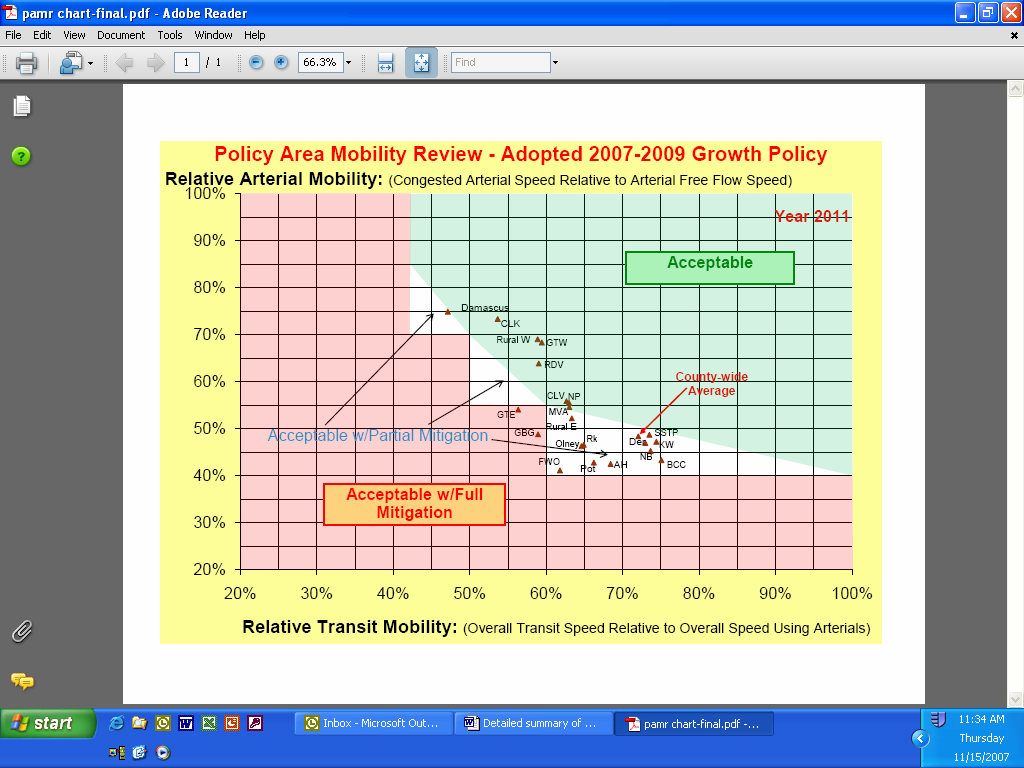 pamr chart-final.pdf - Adobe Reader
File Edit View Document Tools Window Help
1 / 1 66.3% Find
Policy Area Mobility Review - Adopted 2007-2009 Growth Policy
Relative Arterial Mobility: (Congested Arterial Speed Relative to Arterial Free Flow Speed)
100%
Year 2011
90%
Acceptable
80%
Damascus
CLK
70%
Rural W GTW
RDV
60%
County-wide
Average
CLV NP
MVA
GTE
Rural E
50%
GBG
SSTP
Acceptable w/Partial Mitigation
Rk
Olney
KW
NB
FWO
Pot
AH
BCC
40%
Acceptable w/Full
Mitigation
30%
20%
20% 30% 40% 50% 60% 70% 80% 90% 100%
Relative Transit Mobility: (Overall Transit Speed Relative to Overall Speed Using Arterials)
start
Inbox - Microsoft Out...
Detailed summary of ...
pamr chart-final.pdf -...
11:34 AM
Thursday
11/15/2007